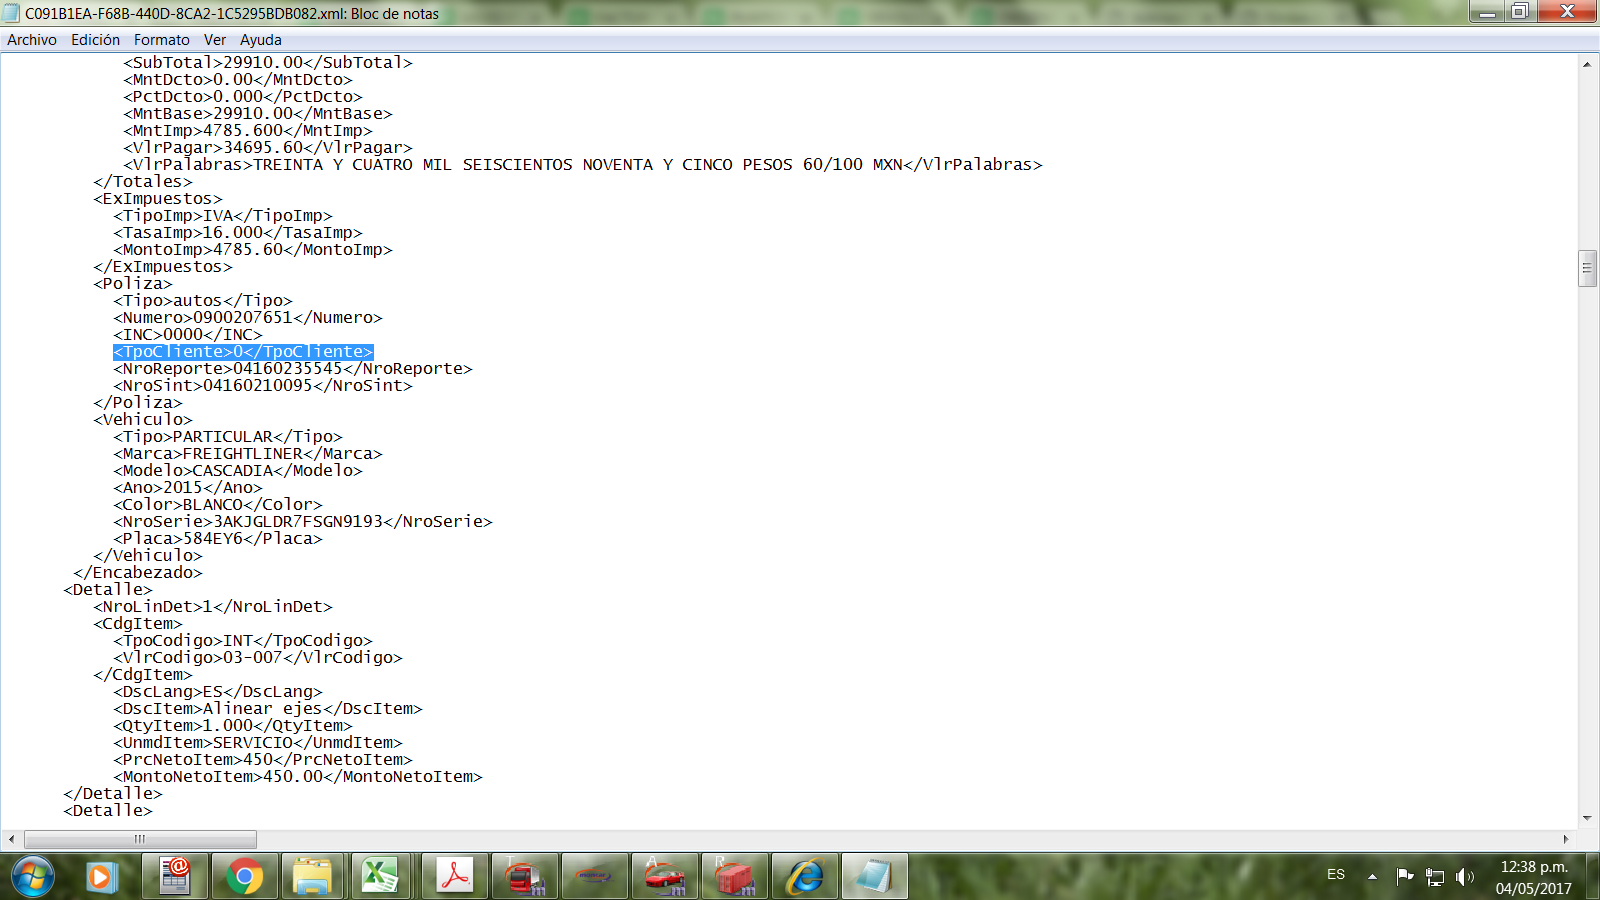 C091B1EA-F68B-440D-8CA2-1C5295BDB082.xml: Bloc de notas
Archivo Edición Formato Ver Ayuda
<SubTotal>29910.00</SubTotal>
<MntDcto>0.00</MntDcto>
<PctDcto>0.000</PctDcto>
<MntBase>29910.00</MntBase>
<MntImp>4785.600</MntImp>
<VlrPagar>34695.60</VlrPagar>
<VlrPalabras>TREINTA Y CUATRO MIL SEISCIENTOS NOVENTA Y CINCO PESOS 60/100 MXN</VlrPalabras>
</Totales>
<ExImpuestos>
<TipoImp>IVA</TipoImp>
<TasaImp>16.000</TasaImp>
<MontoImp>4785.60</MontoImp>
</ExImpuestos>
<Poliza>
<Tipo>autos</Tipo>
<Numero>0900207651</Numero>
<INC>0000</INC>
<TpoCliente>0</TpoCliente>
<NroReporte>04160235545</NroReporte>
<NroSint>04160210095</NroSint>
</Poliza>
<Vehiculo>
<Tipo>PARTICULAR</Tipo>
<Marca>FREIGHTLINER</Marca>
<Modelo>CASCADIA</Modelo>
<Ano>2015</Ano>
<Color>BLANCO</Color>
<NroSerie>3AKJGLDR7FSGN9193</NroSerie>
<Placa>584EY6</Placa>
</Vehiculo>
</Encabezado>
<Detalle>
<NroLinDet>1</NroLinDet>
<CdgItem>
<TpoCodigo>INT</TpoCodigo>
<VlrCodigo>03-007</VlrCodigo>
</CdgItem>
<DscLang>ES</DscLang>
<DscItem>Alinear ejes</DscItem>
<QtyItem>1.000</QtyItem>
<UnmdItem>SERVICIO</UnmdItem>
<PrcNetoItem>450</PrcNetoItem>
<MontoNetoItem>450.00</MontoNetoItem>
</Detalle>
<Detalle>
T A R
ES
12:38 p.m.
04/05/2017